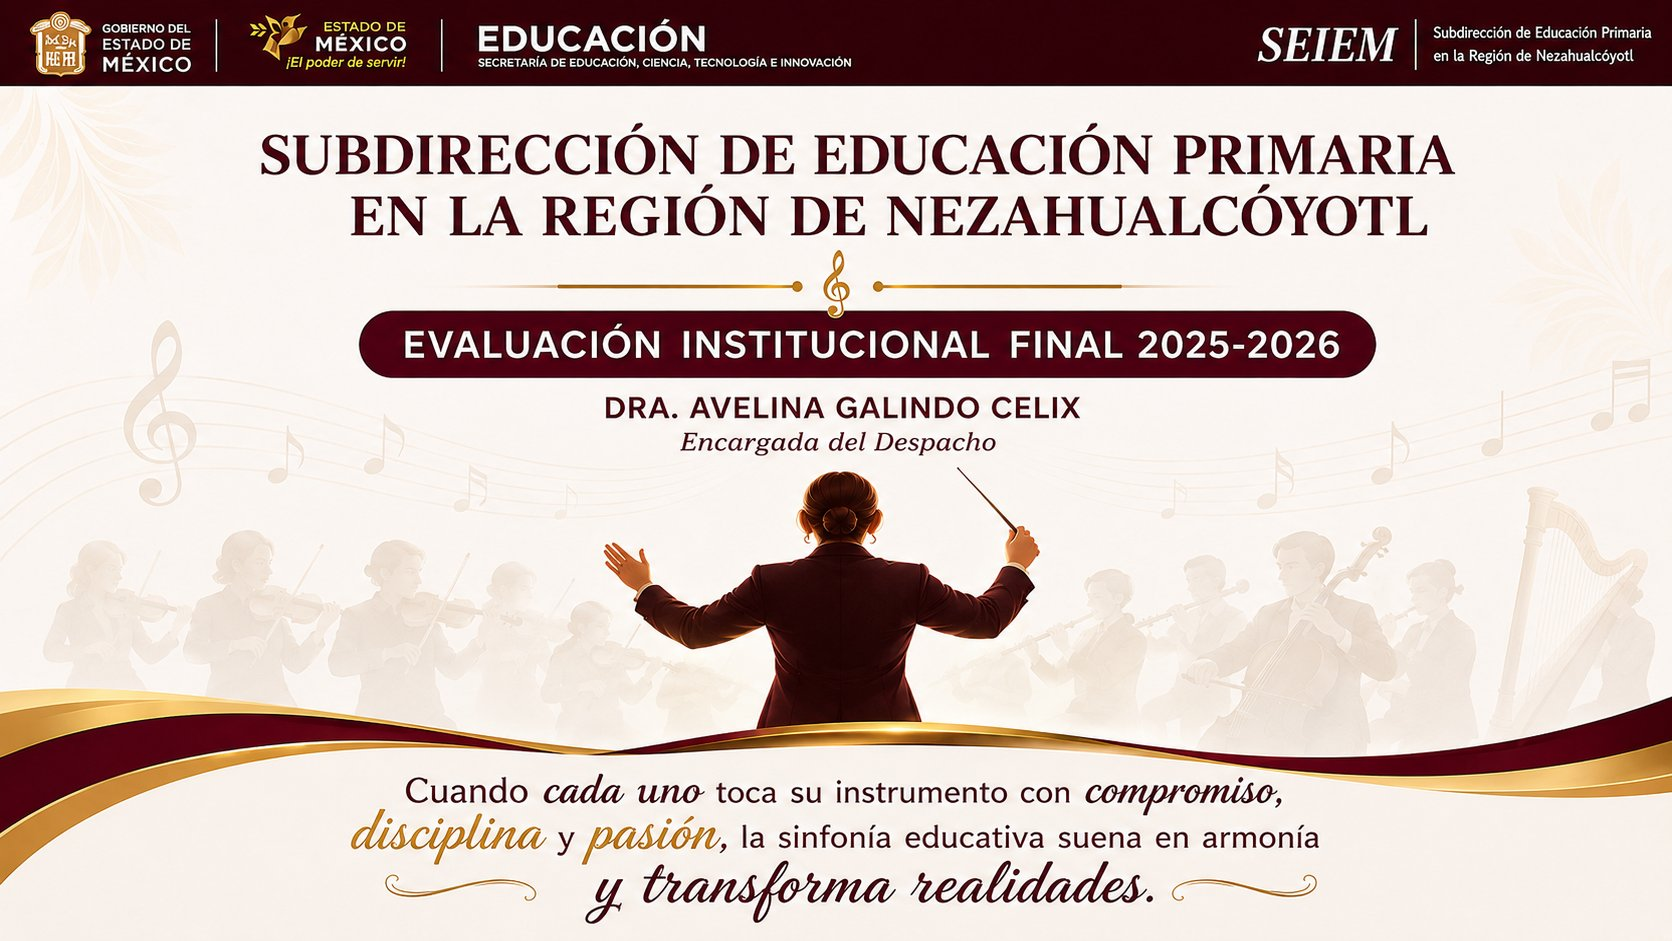 GOBIERNO DEL
ESTADO DE
MÉXICO
ESTADO DE
MÉXICO
¡El poder de servir!
EDUCACIÓN
SECRETARÍA DE EDUCACIÓN, CIENCIA, TECNOLOGÍA E INNOVACIÓN
SEIEM
Subdirección de Educación Primaria
en la Región de Nezahualcóyotl
SUBDIRECCIÓN DE EDUCACIÓN PRIMARIA
EN LA REGIÓN DE NEZAHUALCÓYOTL
EVALUACIÓN INSTITUCIONAL FINAL 2025-2026
DRA. AVELINA GALINDO CELIX
Encargada del Despacho
Cuando cada uno toca su instrumento con compromiso,
disciplina y pasión, la sinfonía educativa suena en armonía
y transforma realidades.